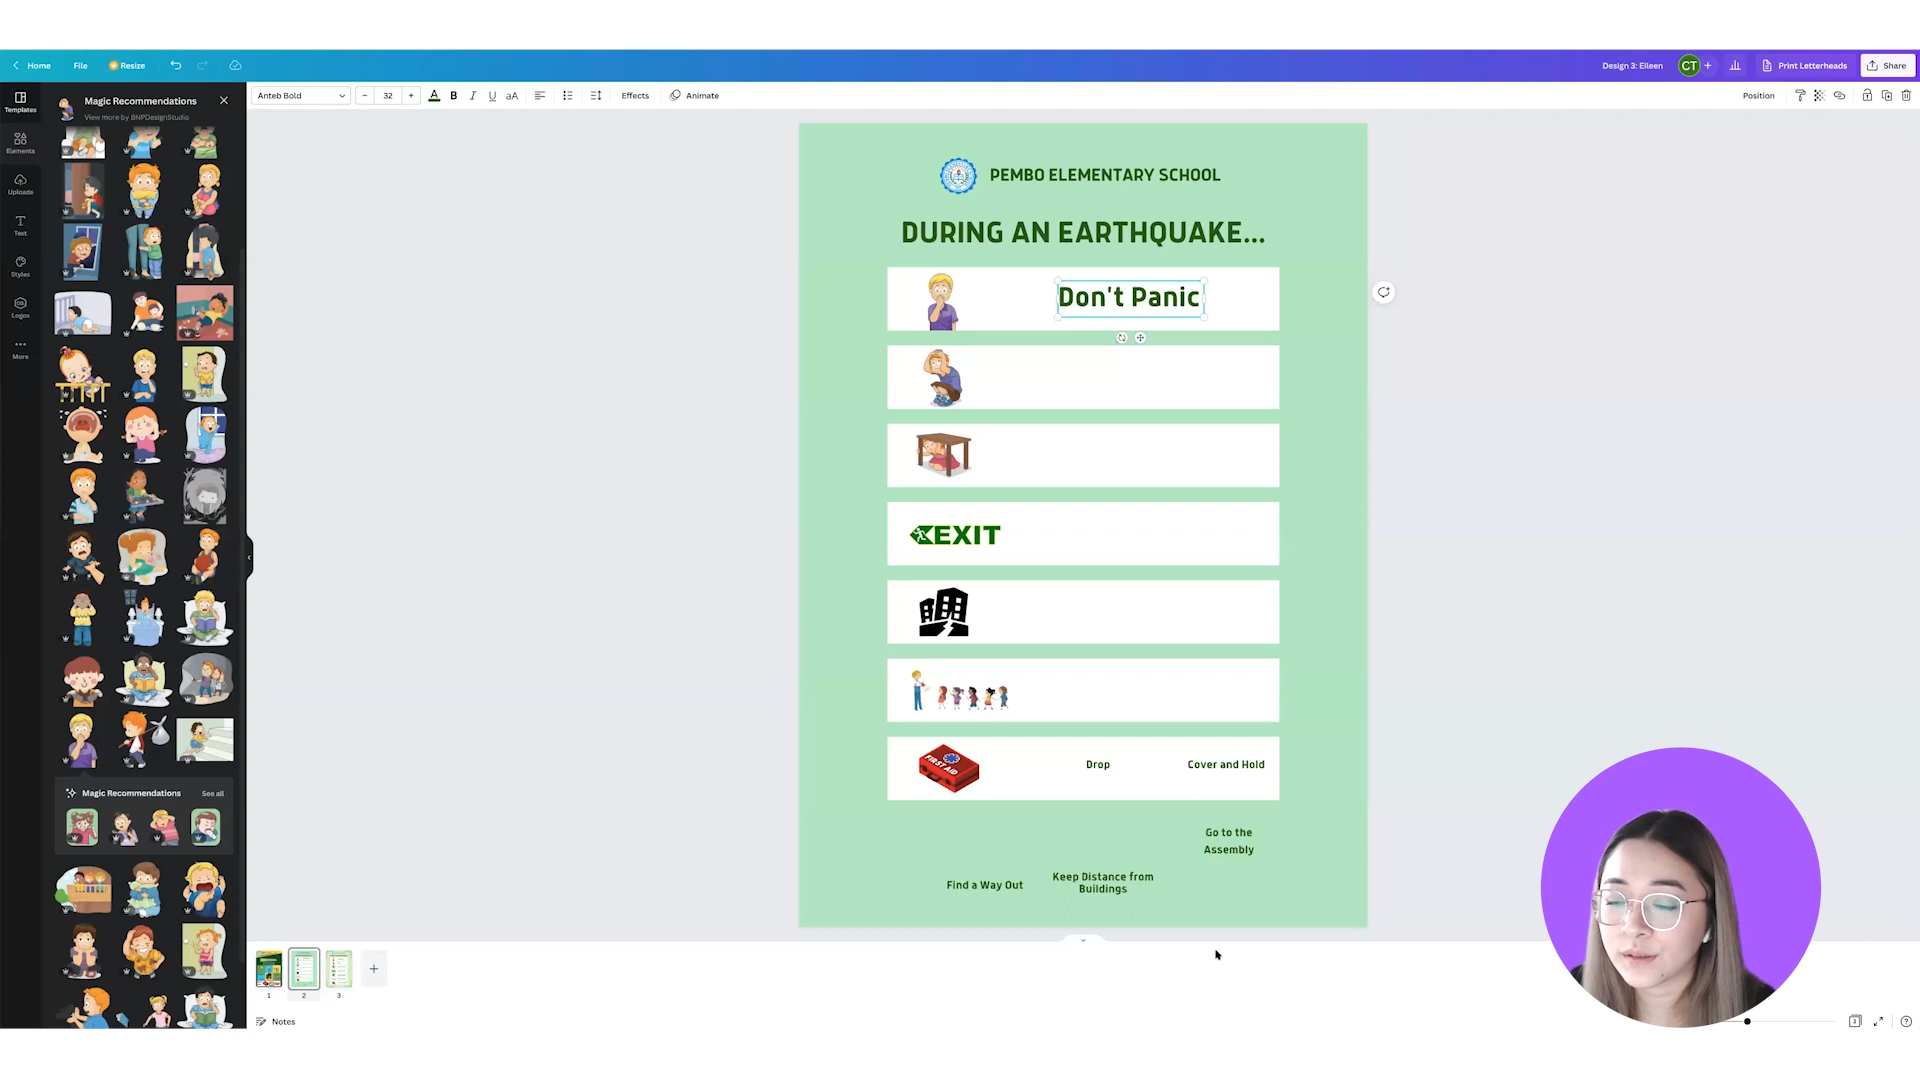 Home
File
Resize
Design 3: Eileen
CT
Print Letterheads
Share
Templates
Elements
Uploads
Text
Styles
Logos
More
Magic Recommendations
View more by BNPDesignStudio
Anteb Bold
32
B
I
U
aA
Effects
Animate
Position
PEMBO ELEMENTARY SCHOOL
DURING AN EARTHQUAKE...
Don't Panic
EXIT
FIRST AID
Drop
Cover and Hold
Go to the
Assembly
Find a Way Out
Keep Distance from
Buildings
Magic Recommendations
See all
1
2
3
Notes
3